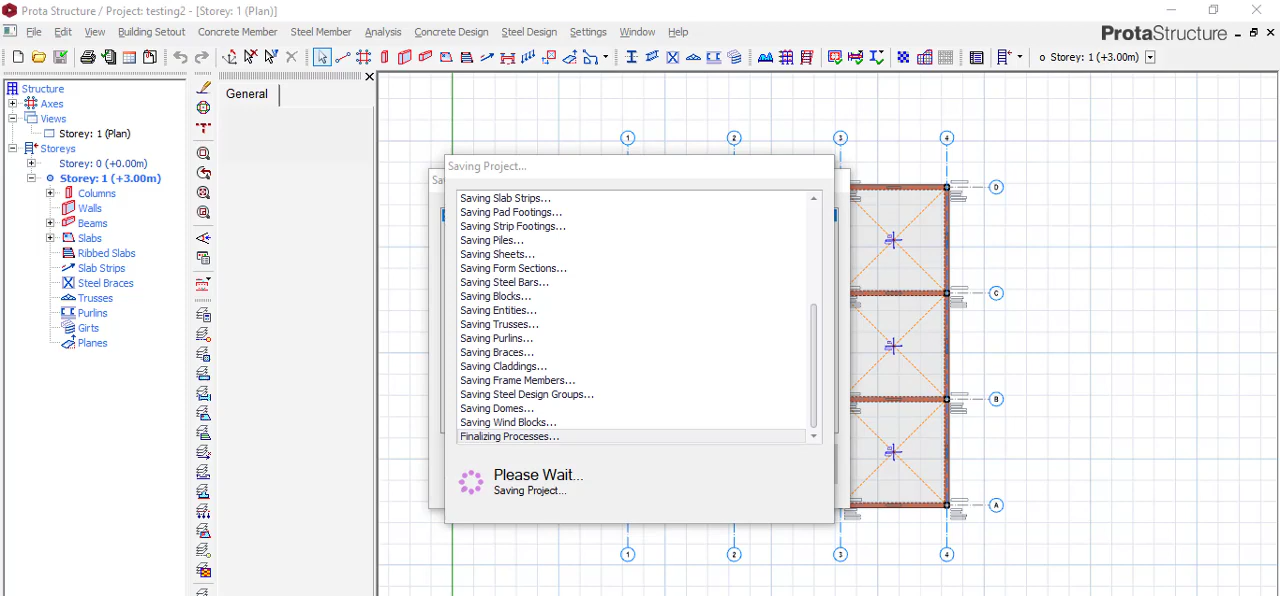 Prota Structure / Project: testing2 - [Storey: 1 (Plan)]
File Edit View Building Setout Concrete Member Steel Member Analysis Concrete Design Steel Design Settings Window Help
ProtaStructure
o Storey: 1 (+3.00m)
Structure
Axes
Views
Storey: 1 (Plan)
Storeys
Storey: 0 (+0.00m)
Storey: 1 (+3.00m)
Columns
Walls
Beams
Slabs
Ribbed Slabs
Slab Strips
Steel Braces
Trusses
Purlins
Girts
Planes
General
1 2 3 4
Saving Project...
Saving Slab Strips...
Saving Pad Footings...
Saving Strip Footings...
Saving Piles...
Saving Sheets...
Saving Form Sections...
Saving Steel Bars...
Saving Blocks...
Saving Entities...
Saving Trusses...
Saving Purlins...
Saving Braces...
Saving Claddings...
Saving Frame Members...
Saving Steel Design Groups...
Saving Domes...
Saving Wind Blocks...
Finalizing Processes...
Please Wait...
Saving Project...
D
C
B
A
1 2 3 4